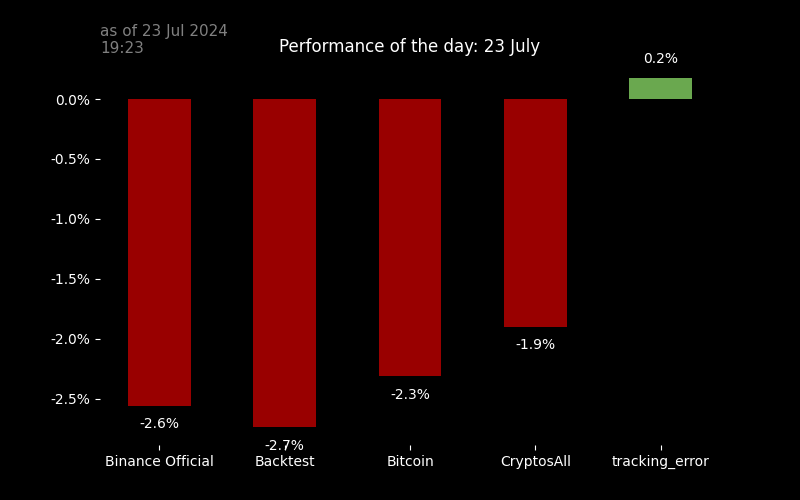 as of 23 Jul 2024
19:23
Performance of the day: 23 July
0.2%
0.0%
-0.5%
-1.0%
-1.5%
-2.0%
-2.5%
-1.9%
-2.3%
-2.6%
-2.7%
Binance Official
Backtest
Bitcoin
CryptosAll
tracking_error